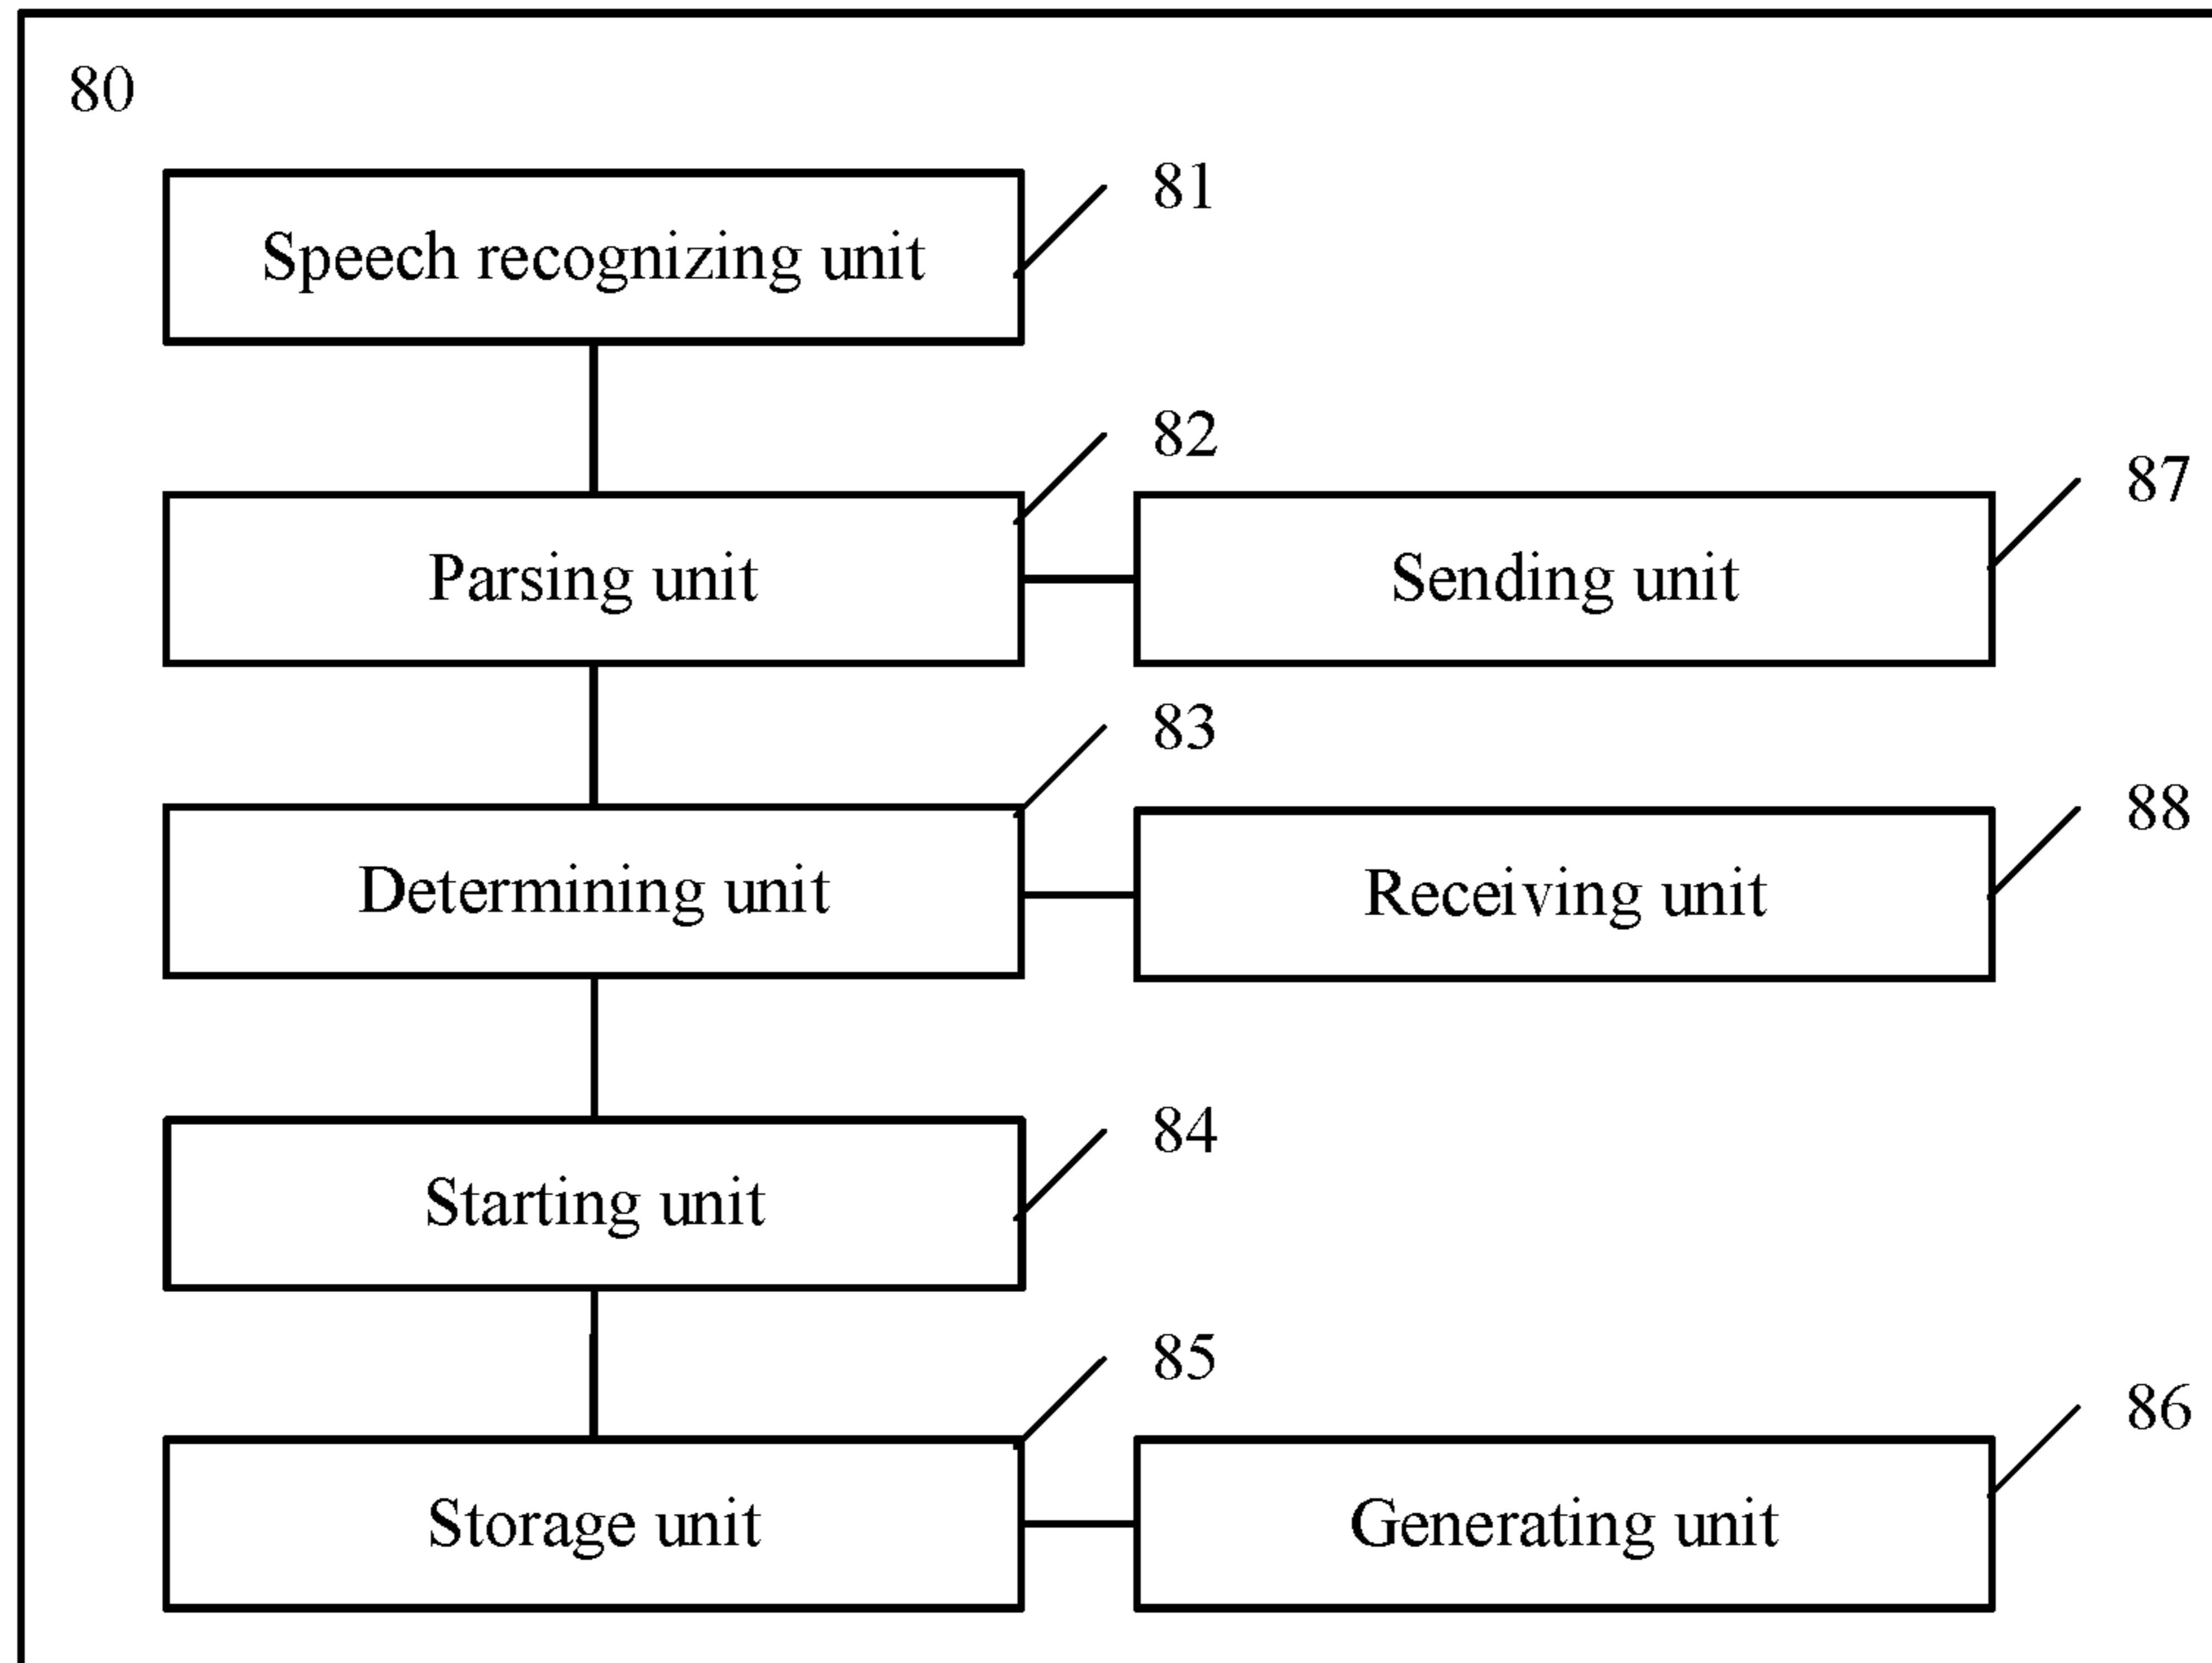 80
81
Speech recognizing unit
82
87
Parsing unit
Sending unit
83
88
Determining unit
Receiving unit
84
Starting unit
85
86
Storage unit
Generating unit